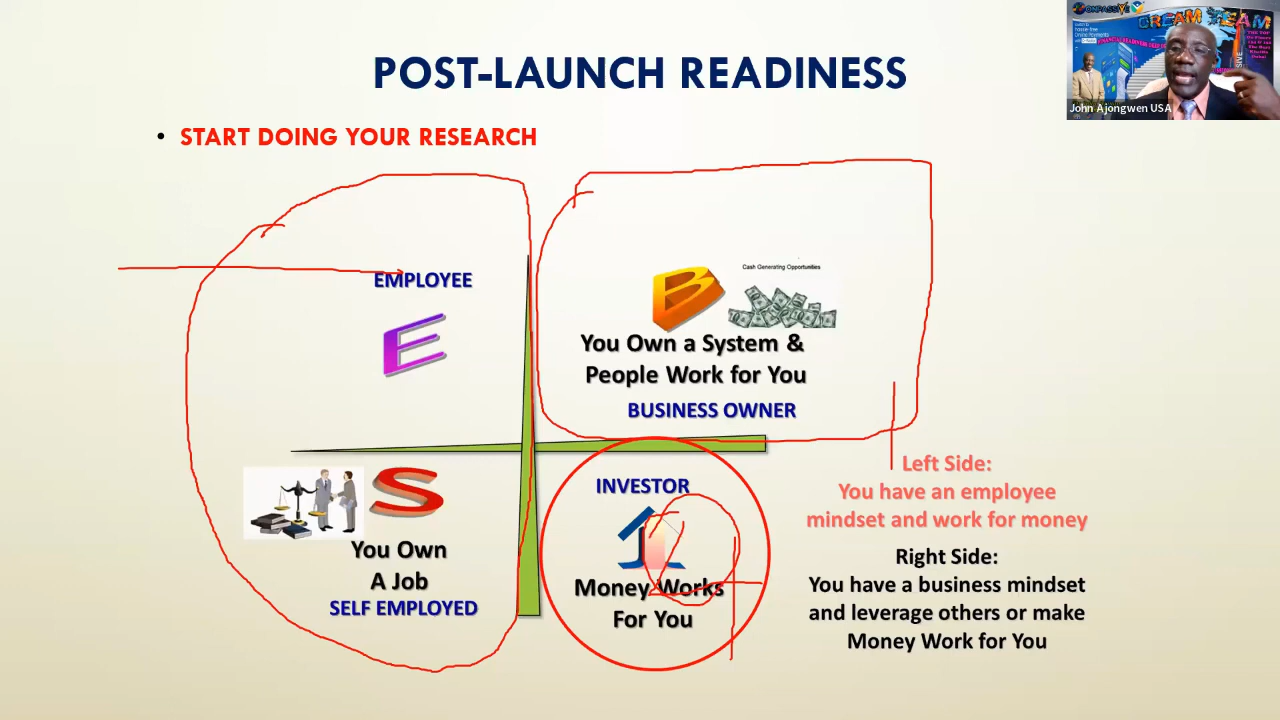 POST-LAUNCH READINESS
• START DOING YOUR RESEARCH
DREAM TEAM
John Ajongwen USA
EMPLOYEE
E
B
Cash Generating Opportunities
You Own a System &
People Work for You
BUSINESS OWNER
S
You Own
A Job
SELF EMPLOYED
INVESTOR
Money Works
For You
Left Side:
You have an employee
mindset and work for money
Right Side:
You have a business mindset
and leverage others or make
Money Work for You